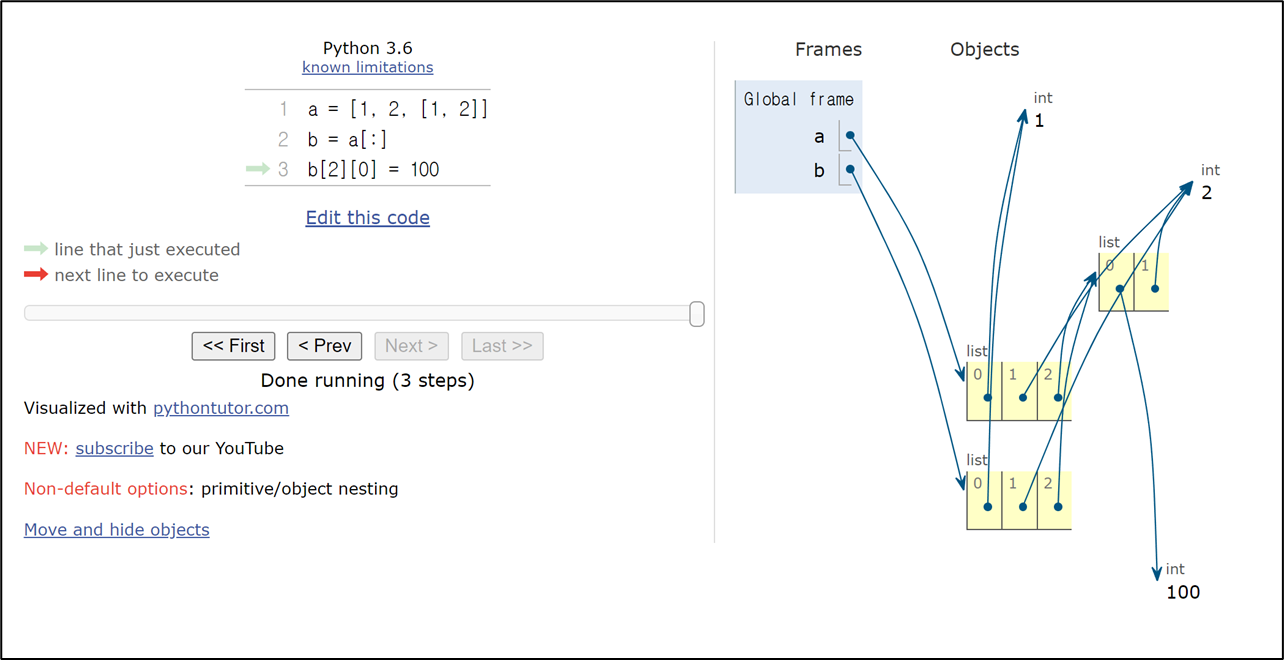 Python 3.6
known limitations
1 a = [1, 2, [1, 2]]
2 b = a[:]
3 b[2][0] = 100
Edit this code
line that just executed
next line to execute
<< First < Prev Next > Last >>
Done running (3 steps)
Visualized with pythontutor.com
NEW: subscribe to our YouTube
Non-default options: primitive/object nesting
Move and hide objects
Frames Objects
Global frame
a
b
int
1
int
2
list
0 1
list
0 1 2
list
0 1 2
int
100